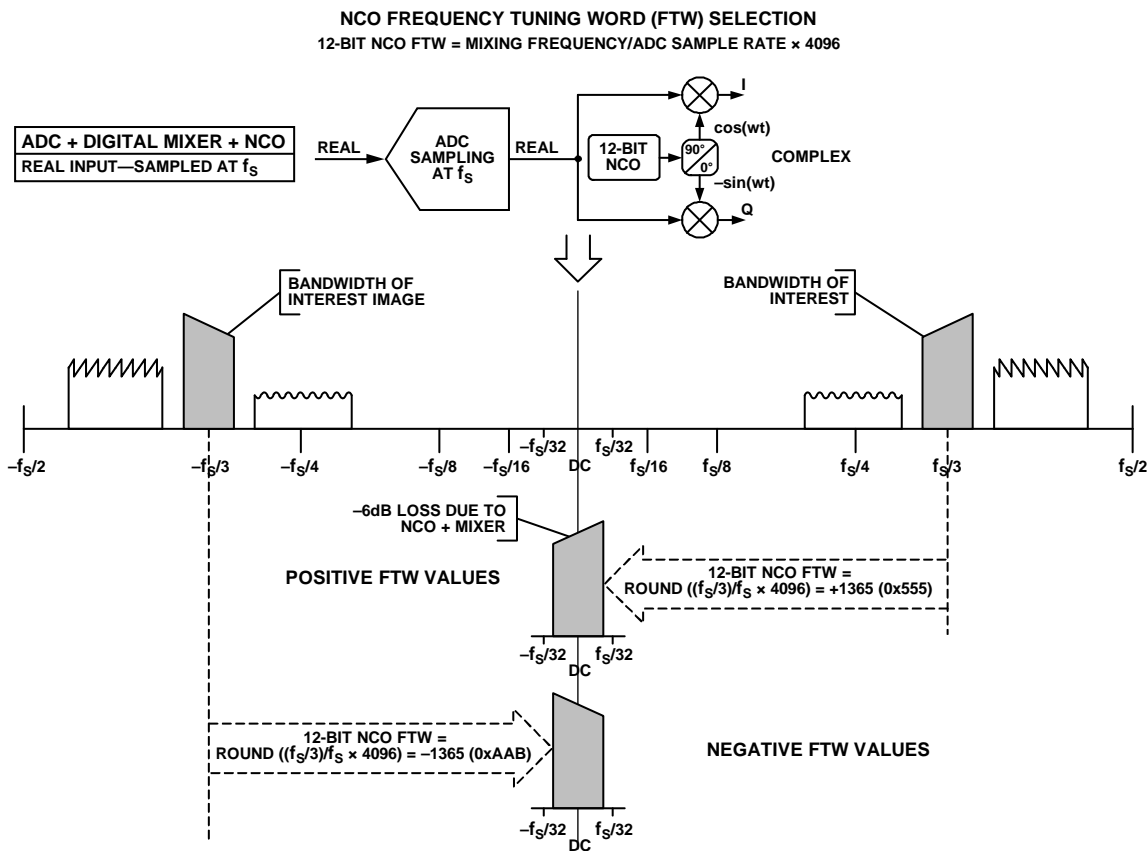 NCO FREQUENCY TUNING WORD (FTW) SELECTION
12-BIT NCO FTW = MIXING FREQUENCY/ADC SAMPLE RATE × 4096
ADC + DIGITAL MIXER + NCO
REAL INPUT—SAMPLED AT fS
REAL
ADC
SAMPLING
AT fS
REAL
12-BIT
NCO
90°
0°
I
cos(wt)
COMPLEX
–sin(wt)
Q
BANDWIDTH OF
INTEREST IMAGE
BANDWIDTH OF
INTEREST
–fS/2
–fS/3
–fS/4
–fS/8
–fS/16
–fS/32
DC
fS/32
fS/16
fS/8
fS/4
fS/3
fS/2
–6dB LOSS DUE TO
NCO + MIXER
POSITIVE FTW VALUES
12-BIT NCO FTW =
ROUND ((fS/3)/fS × 4096) = +1365 (0x555)
–fS/32
DC
fS/32
12-BIT NCO FTW =
ROUND ((fS/3)/fS × 4096) = –1365 (0xAAB)
NEGATIVE FTW VALUES
–fS/32
DC
fS/32